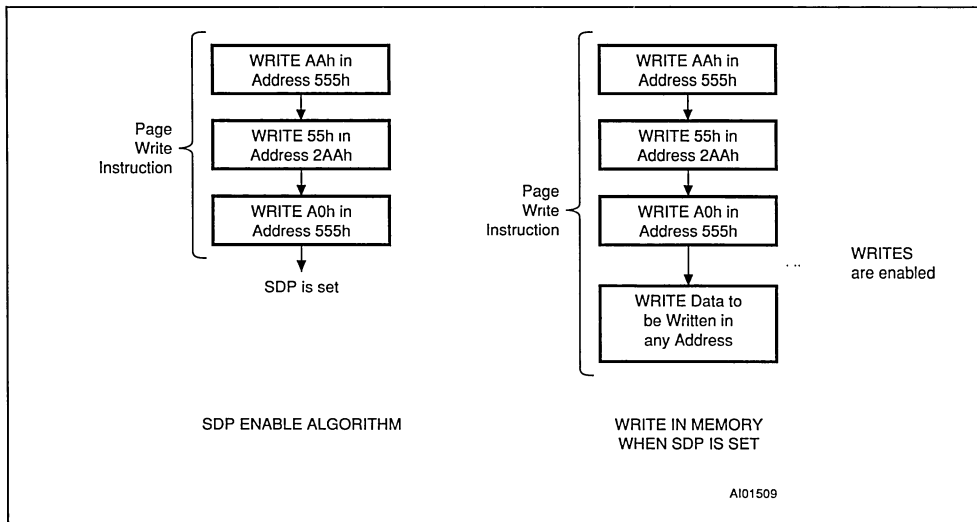 Page
Write
Instruction
WRITE AAh in
Address 555h
WRITE 55h in
Address 2AAh
WRITE A0h in
Address 555h
SDP is set
SDP ENABLE ALGORITHM
Page
Write
Instruction
WRITE AAh in
Address 555h
WRITE 55h in
Address 2AAh
WRITE A0h in
Address 555h
WRITE Data to
be Written in
any Address
WRITES
are enabled
WRITE IN MEMORY
WHEN SDP IS SET
AI01509